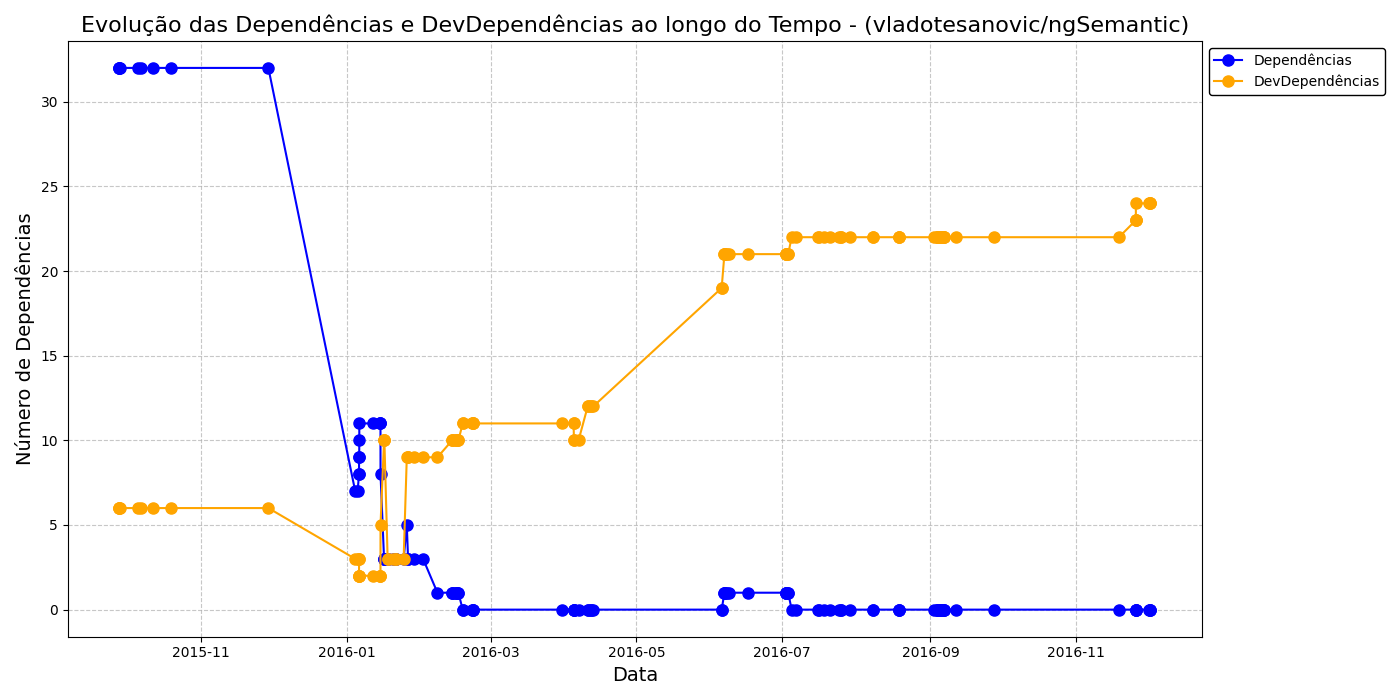 Evolução das Dependências e DevDependências ao longo do Tempo - (vladotesanovic/ngSemantic)
Dependências
DevDependências
Número de Dependências
30
25
20
15
10
5
0
2015-11
2016-01
2016-03
2016-05
2016-07
2016-09
2016-11
Data